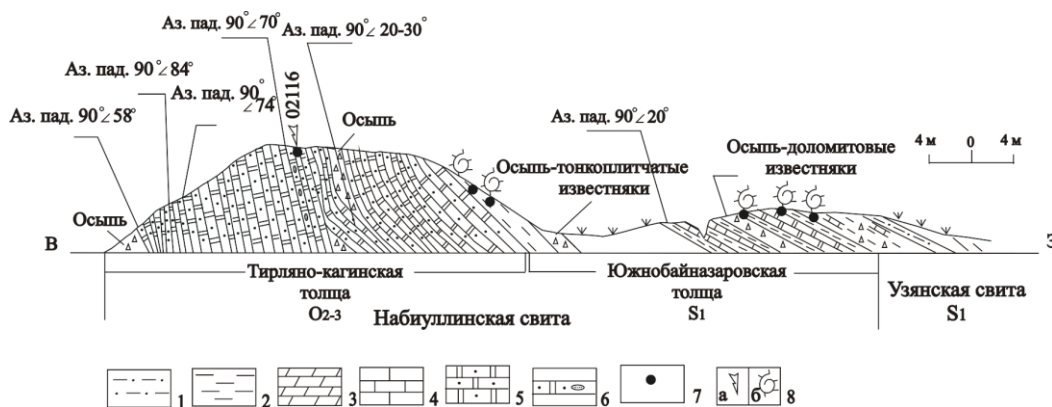 Аз. пад. 90°∠70°
Аз. пад. 90°∠ 20-30°
Аз. пад. 90°∠84°
Аз. пад. 90°
∠74°
02116
Аз. пад. 90°∠58°
Осыпь
Аз. пад. 90°∠20°
4 м 0 4 м
Осыпь-доломитовые
известняки
Осыпь-тонкоплитчатые
известняки
Осыпь
В
З
Тирляно-кагинская
толща
О2-3
Южнобайназаровская
толща
S1
Узянская свита
S1
Набиуллинская свита
1 2 3 4 5 6 7 а б 8